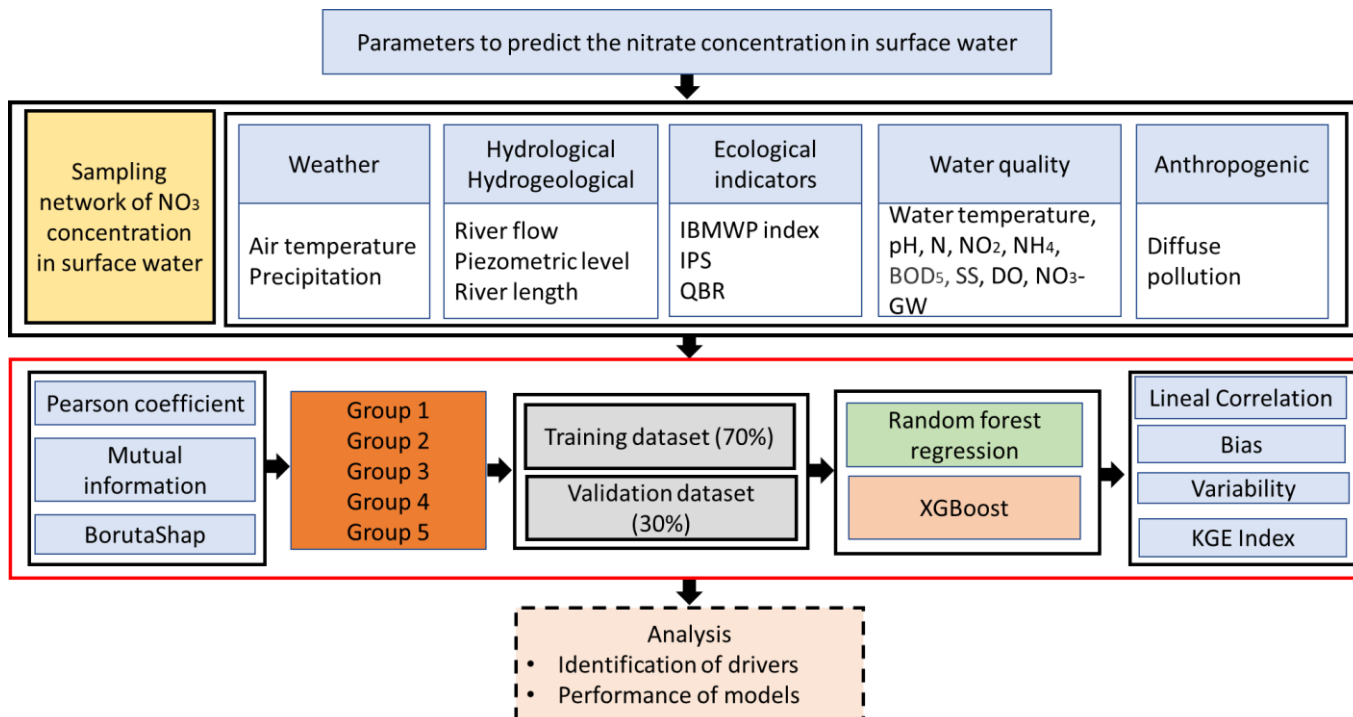 Parameters to predict the nitrate concentration in surface water
Sampling
network of NO₃
concentration
in surface water
Weather
Air temperature
Precipitation
Hydrological
Hydrogeological
River flow
Piezometric level
River length
Ecological
indicators
IBMWP index
IPS
QBR
Water quality
Water temperature,
pH, N, NO₂, NH₄,
BOD₅, SS, DO, NO₃-
GW
Anthropogenic
Diffuse
pollution
Pearson coefficient
Mutual
information
BorutaShap
Group 1
Group 2
Group 3
Group 4
Group 5
Training dataset (70%)
Validation dataset
(30%)
Random forest
regression
XGBoost
Lineal Correlation
Bias
Variability
KGE Index
Analysis
• Identification of drivers
• Performance of models